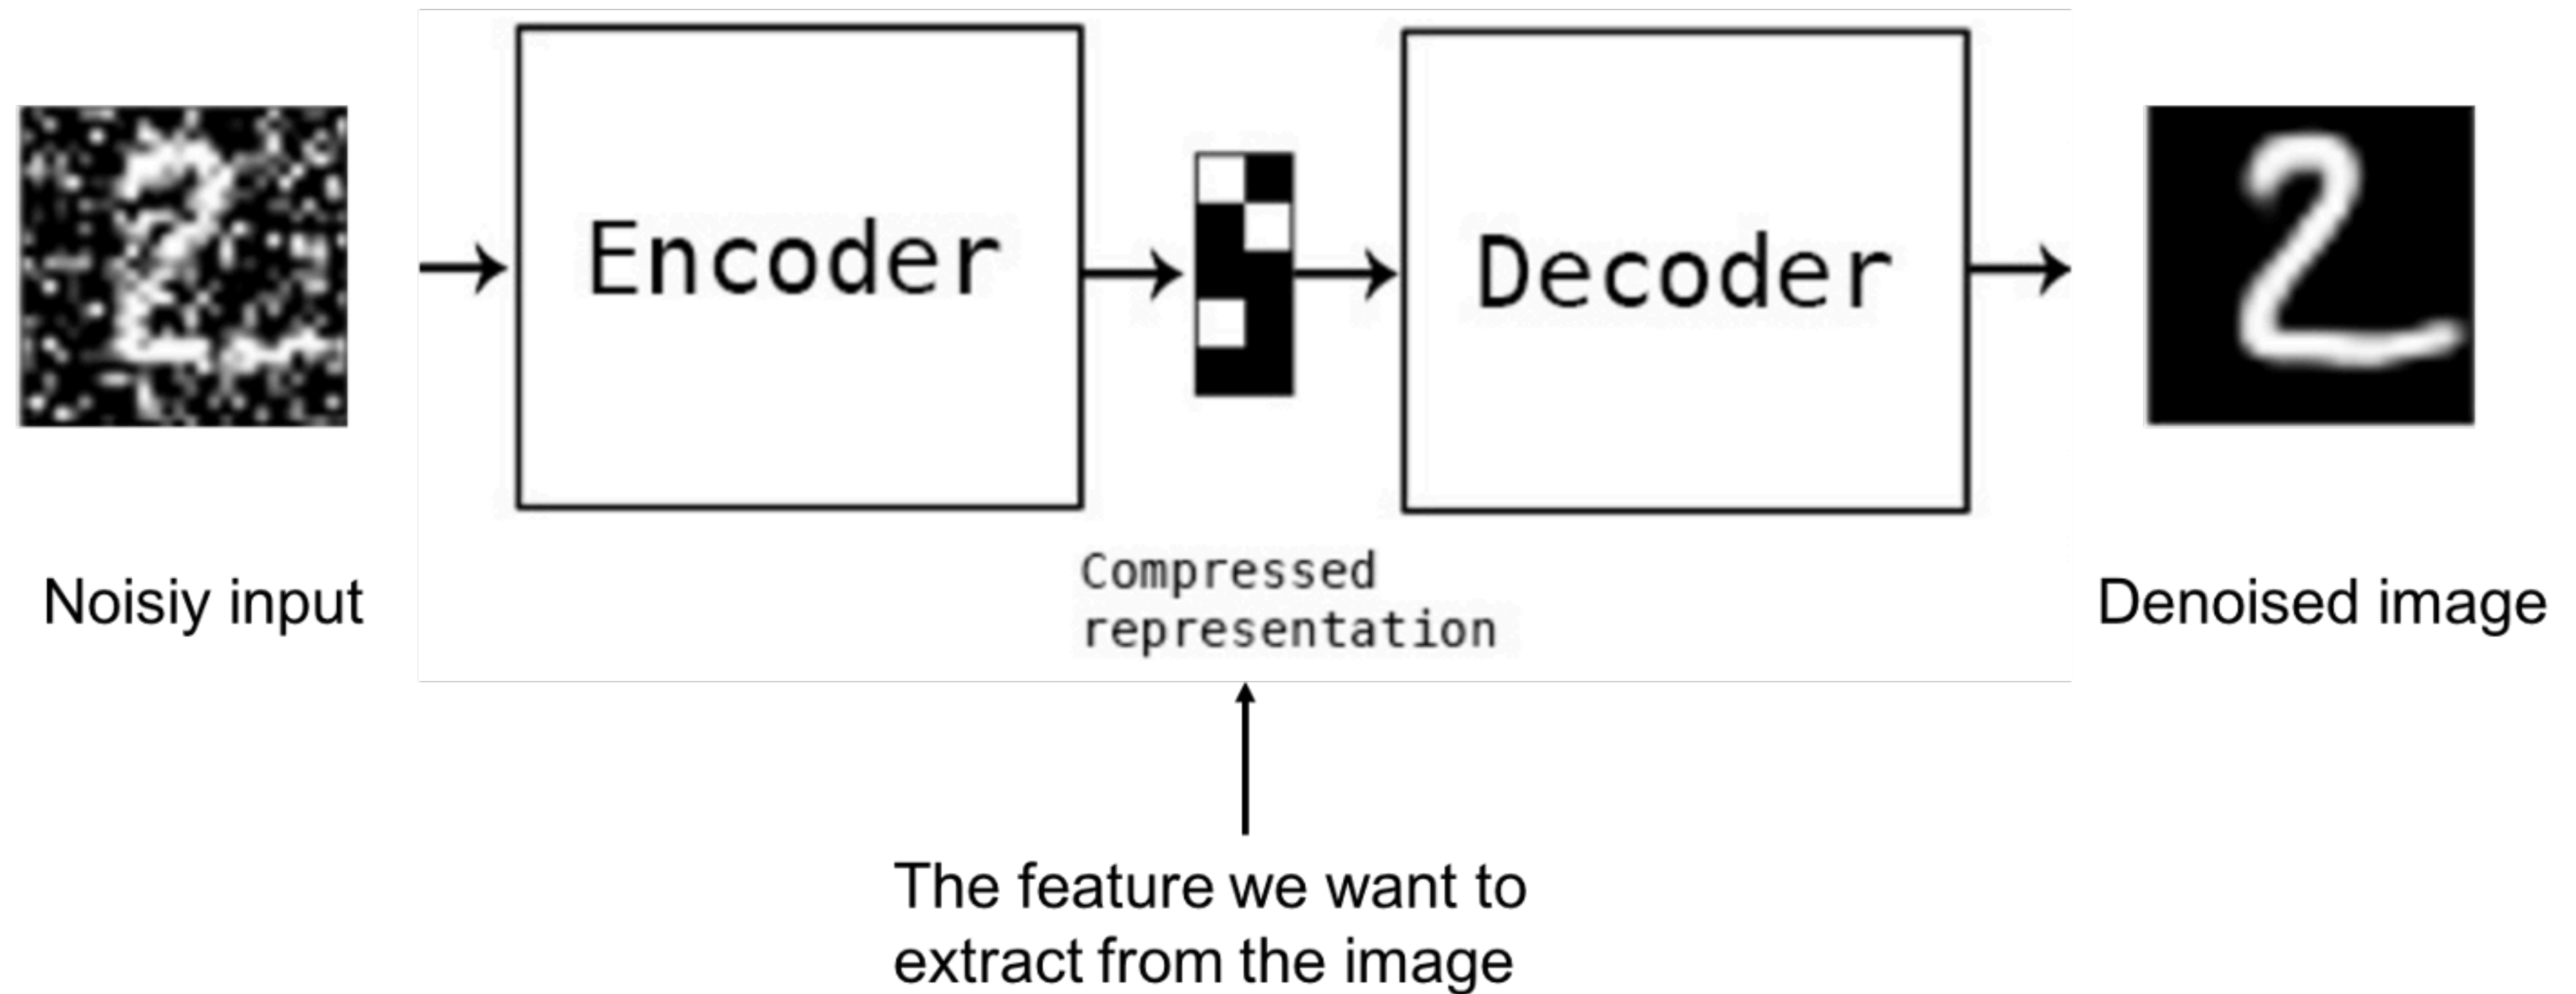 Encoder
Decoder
Noisiy input
Compressed
representation
Denoised image
The feature we want to
extract from the image